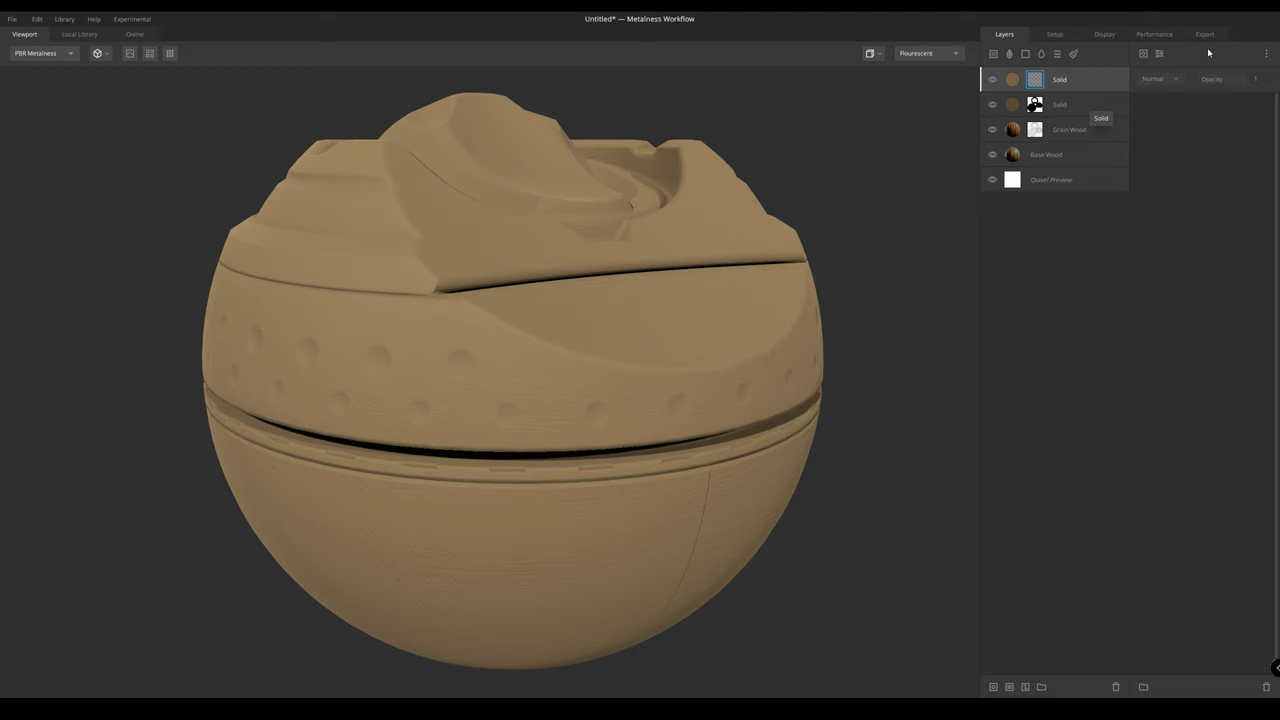 Untitled* — Metalness Workflow
File Edit Library Help Experimental
Viewport Local Library Online Layers Setup Display Performance Export
PBR Metalness Flourescent
Solid Normal Opacity 1
Solid
Solid
Grain Wood
Base Wood
Quixel Preview